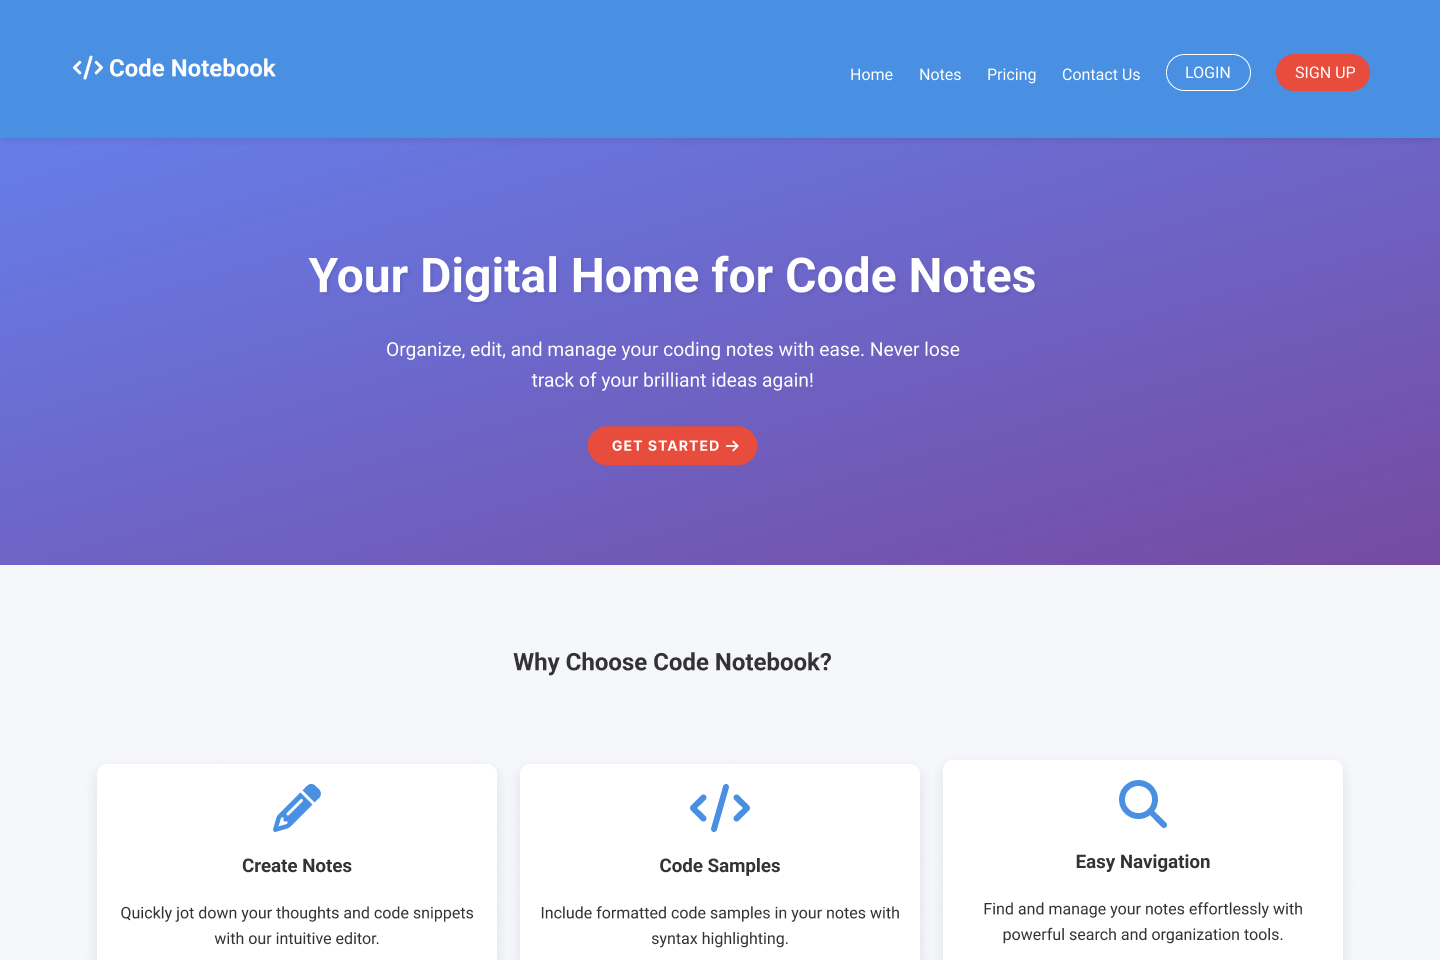 </> Code Notebook
Home Notes Pricing Contact Us LOGIN SIGN UP
Your Digital Home for Code Notes
Organize, edit, and manage your coding notes with ease. Never lose
track of your brilliant ideas again!
GET STARTED →
Why Choose Code Notebook?
Create Notes
Quickly jot down your thoughts and code snippets
with our intuitive editor.
</>
Code Samples
Include formatted code samples in your notes with
syntax highlighting.
Easy Navigation
Find and manage your notes effortlessly with
powerful search and organization tools.